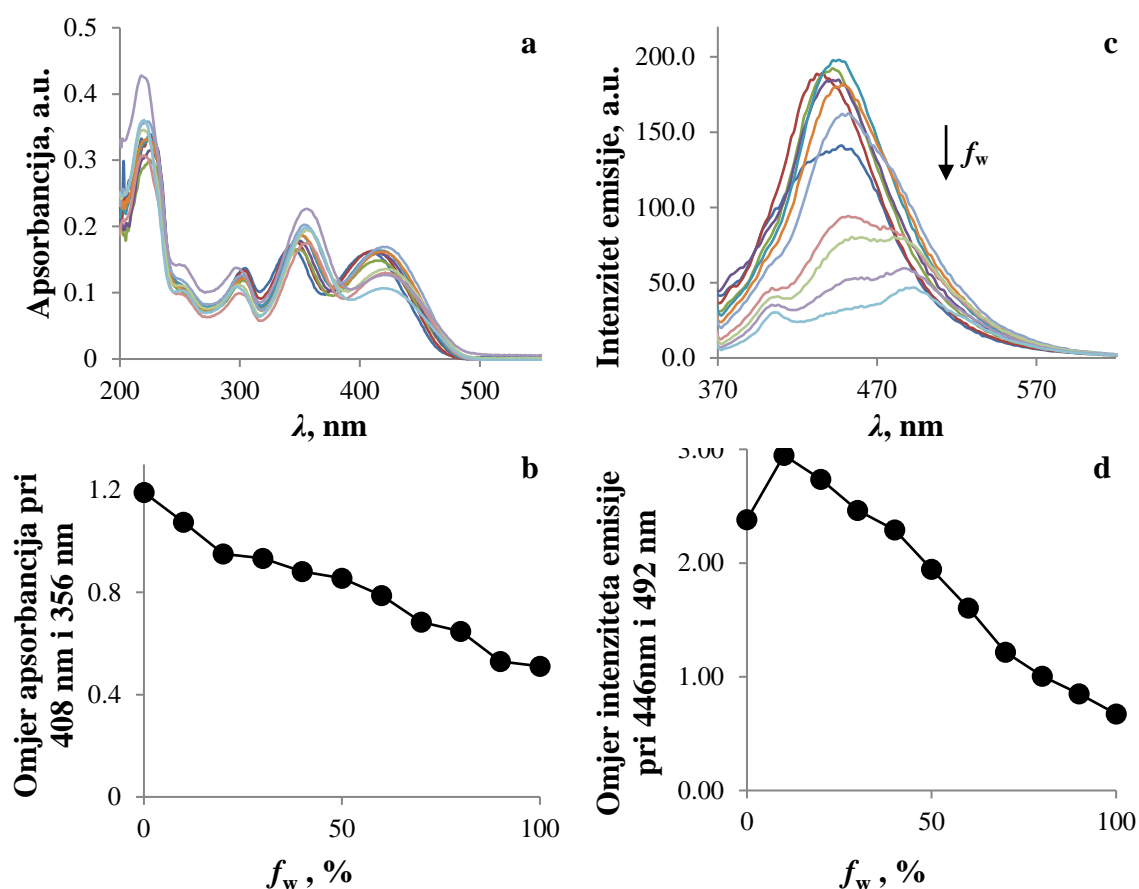 a
Apsorbancija, a.u.
0.5
0.4
0.3
0.2
0.1
0
200
300
400
500
λ, nm
c
Intenzitet emisije, a.u.
200.0
150.0
100.0
50.0
0.0
fw
370
470
570
λ, nm
b
Omjer apsorbancija pri
408 nm i 356 nm
1.2
0.8
0.4
0
0
50
100
fw , %
d
Omjer intenziteta emisije
pri 446nm i 492 nm
3.00
2.00
1.00
0.00
0
50
100
fw , %